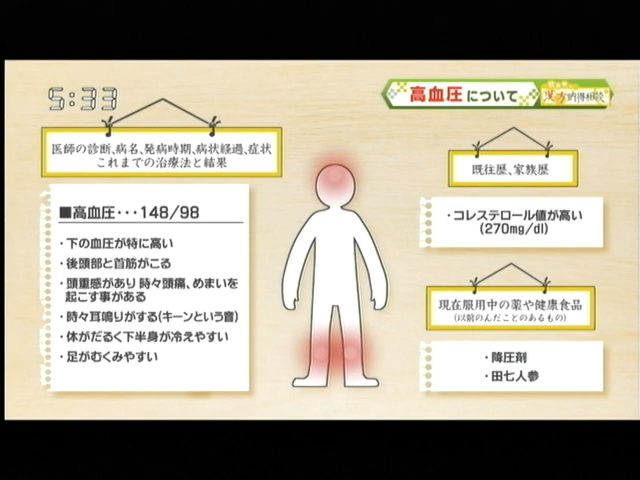 5:33
高血圧について
漢方納得相談
医師の診断、病名、発病時期、病状経過、症状
これまでの治療法と結果
■高血圧・・・148/98
・下の血圧が特に高い
・後頭部と首筋がこる
・頭重感があり 時々頭痛、めまいを
起こす事がある
・時々耳鳴りがする(キーンという音)
・体がだるく下半身が冷えやすい
・足がむくみやすい
既往歴、家族歴
・コレステロール値が高い
(270mg/dl)
現在服用中の薬や健康食品
(以前のんだことのあるもの)
・降圧剤
・田七人参